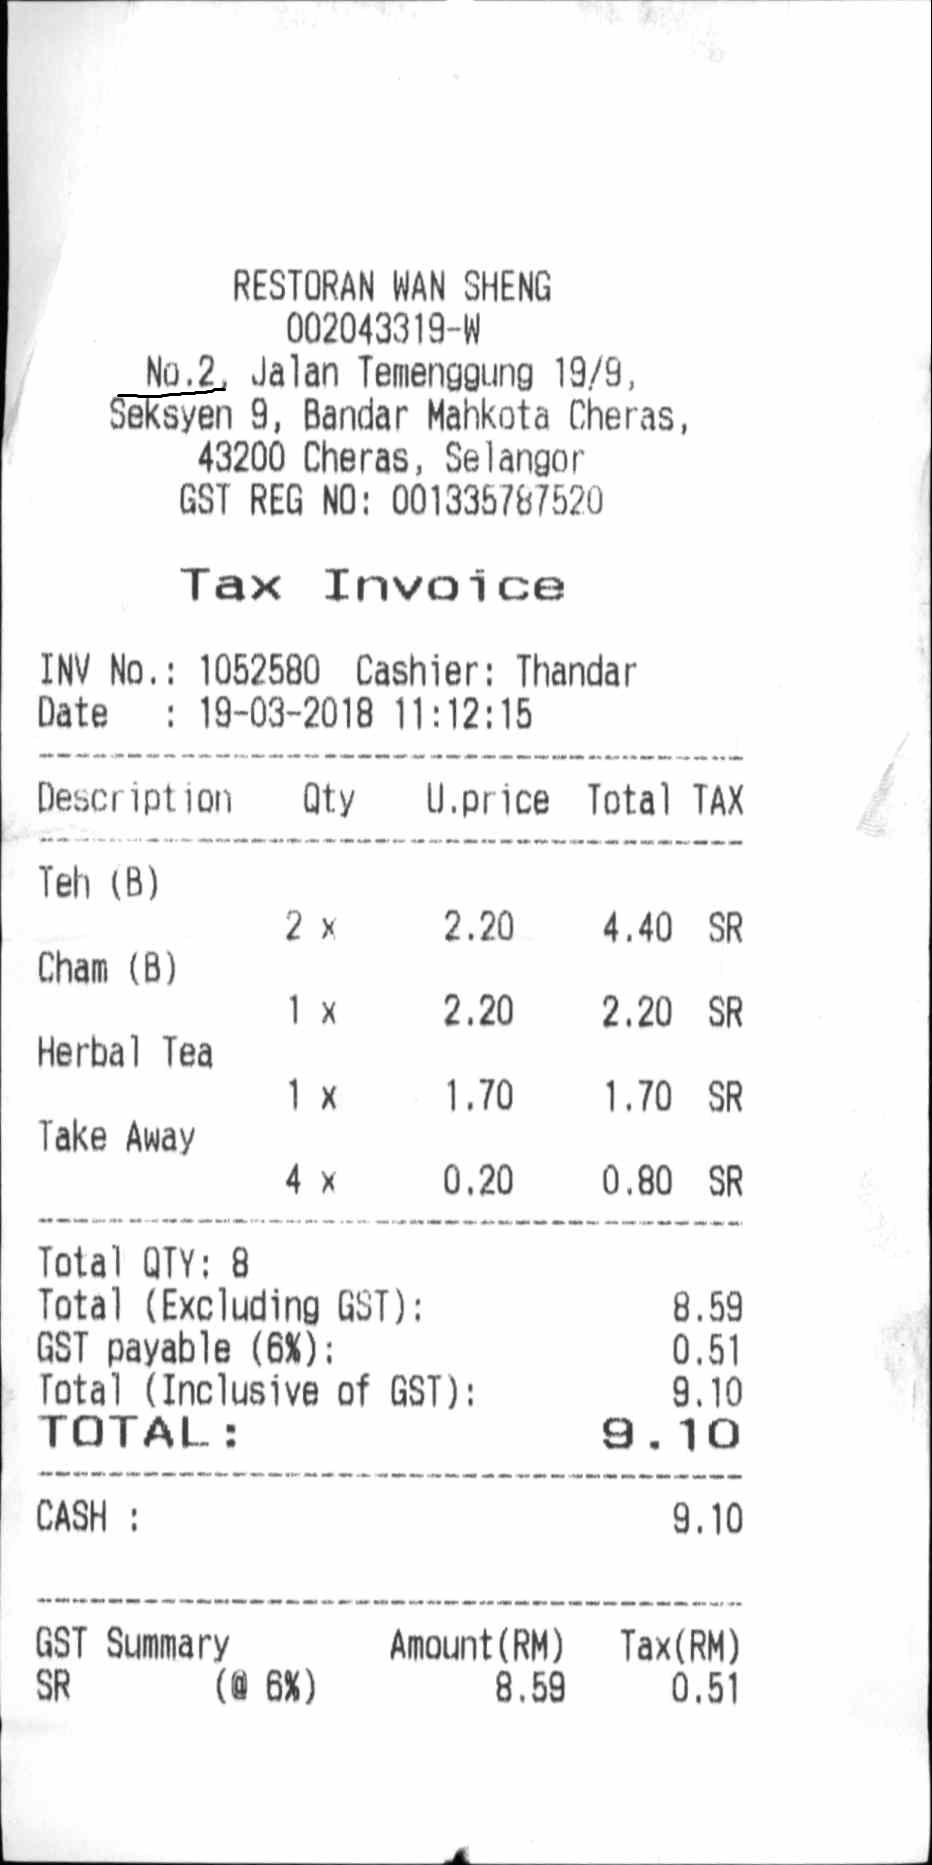 RESTORAN WAN SHENG
002043319-W
No.2, Jalan Temenggung 19/9,
Seksyen 9, Bandar Mahkota Cheras,
43200 Cheras, Selangor
GST REG NO: 001335787520
Tax Invoice
INV No.: 1052580 Cashier: Thandar
Date : 19-03-2018 11:12:15
Description Qty U.price Total TAX
Teh (B)
2 x 2.20 4.40 SR
Cham (B)
1 x 2.20 2.20 SR
Herbal Tea
1 x 1.70 1.70 SR
Take Away
4 x 0.20 0.80 SR
Total QTY: 8
Total (Excluding GST): 8.59
GST payable (6%): 0.51
Total (Inclusive of GST): 9.10
TOTAL: 9.10
CASH : 9.10
GST Summary Amount(RM) Tax(RM)
SR (@ 6%) 8.59 0.51